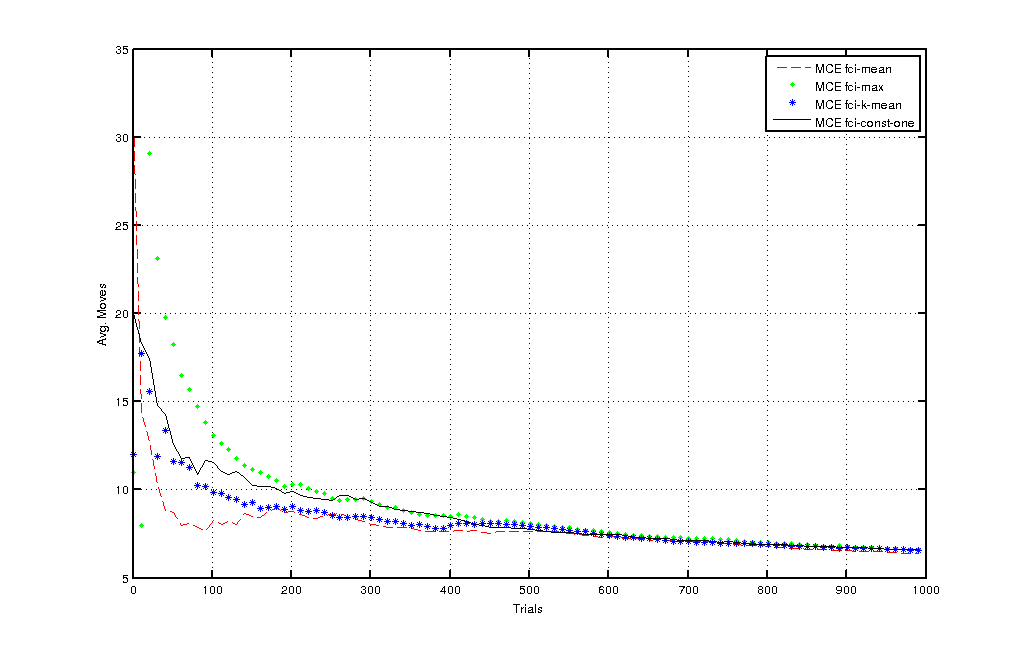 35
30
25
20
15
10
5
Avg. Moves
0 100 200 300 400 500 600 700 800 900 1000
Trials
MCE fci-mean
MCE fci-max
MCE fci-k-mean
MCE fci-const-one